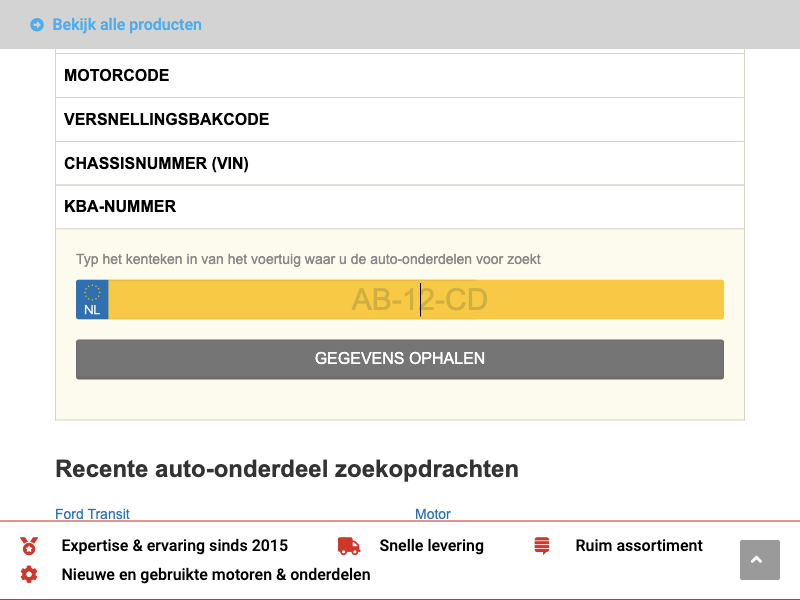 Bekijk alle producten
MOTORCODE
VERSNELLINGSBAKCODE
CHASSISNUMMER (VIN)
KBA-NUMMER
Typ het kenteken in van het voertuig waar u de auto-onderdelen voor zoekt
NL AB-12-CD
GEGEVENS OPHALEN
Recente auto-onderdeel zoekopdrachten
Ford Transit Motor
Expertise & ervaring sinds 2015 Snelle levering Ruim assortiment
Nieuwe en gebruikte motoren & onderdelen